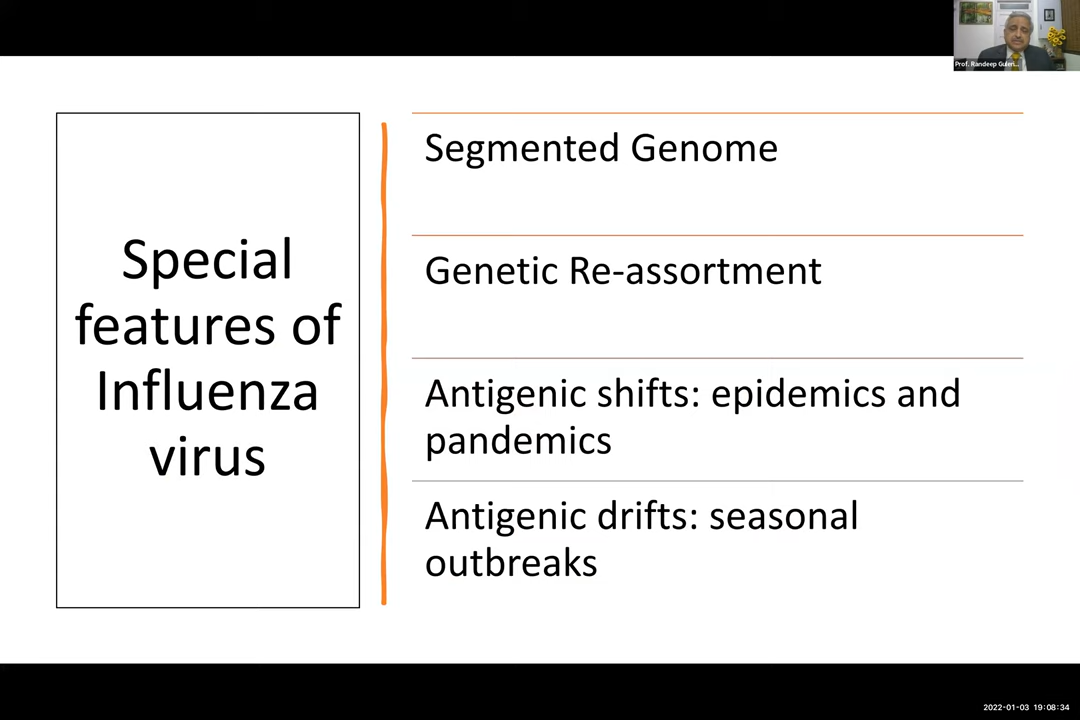 Prof. Randeep Guleri...
Special
features of
Influenza
virus
Segmented Genome
Genetic Re-assortment
Antigenic shifts: epidemics and
pandemics
Antigenic drifts: seasonal
outbreaks
2022-01-03 19:08:34